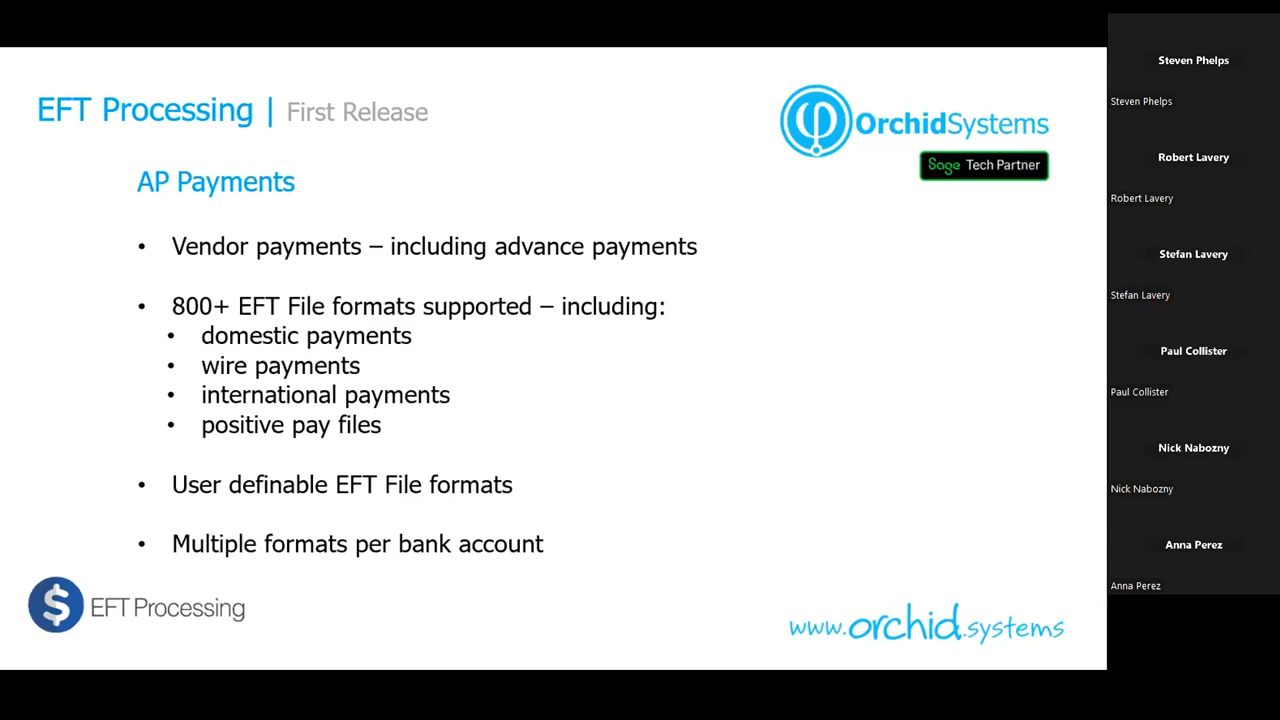 EFT Processing | First Release
OrchidSystems
Sage Tech Partner
AP Payments
• Vendor payments – including advance payments
• 800+ EFT File formats supported – including:
• domestic payments
• wire payments
• international payments
• positive pay files
• User definable EFT File formats
• Multiple formats per bank account
$ EFT Processing
www.orchid.systems
Steven Phelps
Steven Phelps
Robert Lavery
Robert Lavery
Stefan Lavery
Stefan Lavery
Paul Collister
Paul Collister
Nick Nabozny
Nick Nabozny
Anna Perez
Anna Perez